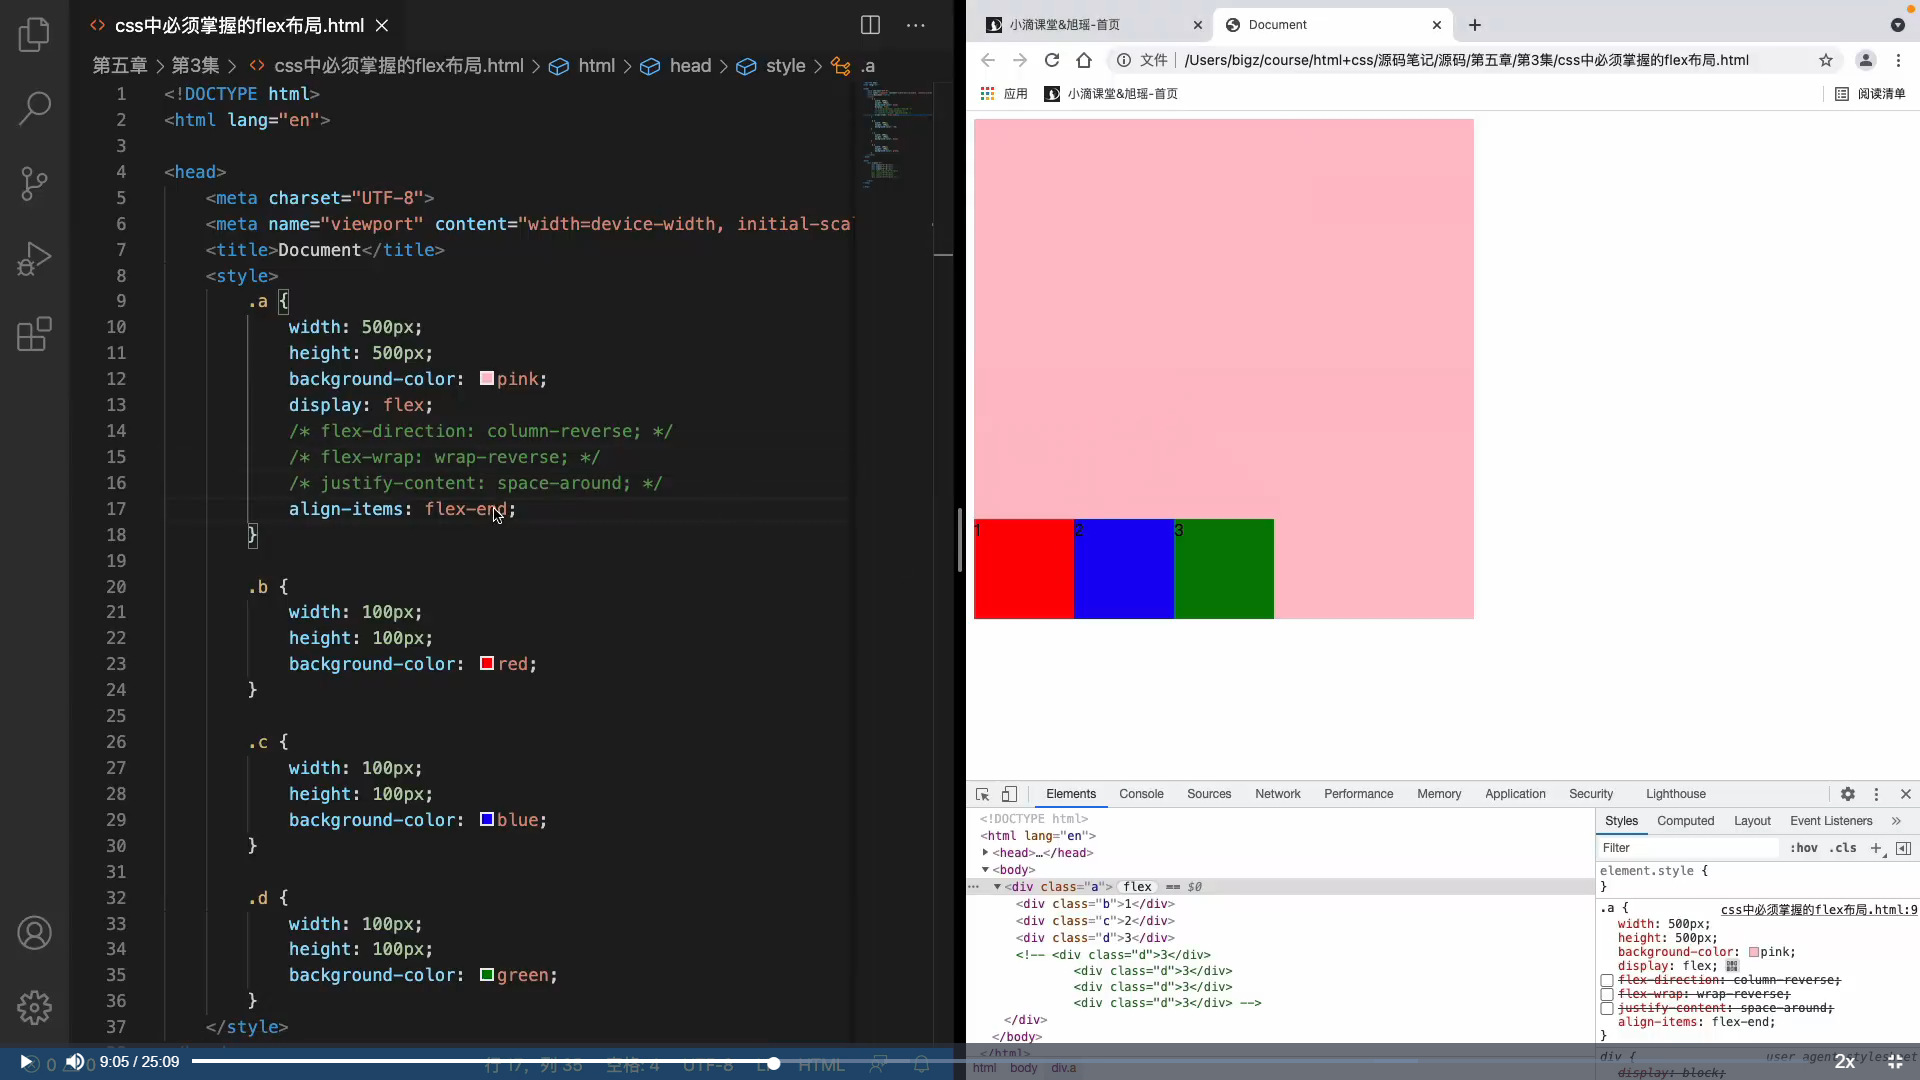 css中必须掌握的flex布局.html
第五章 > 第3集 > css中必须掌握的flex布局.html > html > head > style > .a
1 <!DOCTYPE html>
2 <html lang="en">
3
4 <head>
5 <meta charset="UTF-8">
6 <meta name="viewport" content="width=device-width, initial-sca
7 <title>Document</title>
8 <style>
9 .a {
10 width: 500px;
11 height: 500px;
12 background-color: pink;
13 display: flex;
14 /* flex-direction: column-reverse; */
15 /* flex-wrap: wrap-reverse; */
16 /* justify-content: space-around; */
17 align-items: flex-end;
18 }
19
20 .b {
21 width: 100px;
22 height: 100px;
23 background-color: red;
24 }
25
26 .c {
27 width: 100px;
28 height: 100px;
29 background-color: blue;
30 }
31
32 .d {
33 width: 100px;
34 height: 100px;
35 background-color: green;
36 }
37 </style>
0 0 9:05 / 25:09 行 17，列 35 空格: 4 UTF-8 HTML
小滴课堂&旭瑶-首页 Document
文件 /Users/bigz/course/html+css/源码笔记/源码/第五章/第3集/css中必须掌握的flex布局.html
应用 小滴课堂&旭瑶-首页 阅读清单
1 2 3
Elements Console Sources Network Performance Memory Application Security Lighthouse
<!DOCTYPE html>
<html lang="en">
<head>…</head>
<body>
<div class="a"> flex == $0
<div class="b">1</div>
<div class="c">2</div>
<div class="d">3</div>
<!-- <div class="d">3</div>
<div class="d">3</div>
<div class="d">3</div>
<div class="d">3</div> -->
</div>
</body>
</html>
html body div.a
Styles Computed Layout Event Listeners »
Filter :hov .cls +
element.style {
}
.a { css中必须掌握的flex布局.html:9
width: 500px;
height: 500px;
background-color: pink;
display: flex;
flex-direction: column-reverse;
flex-wrap: wrap-reverse;
justify-content: space-around;
align-items: flex-end;
}
div { user agent stylesheet
display: block;
2x